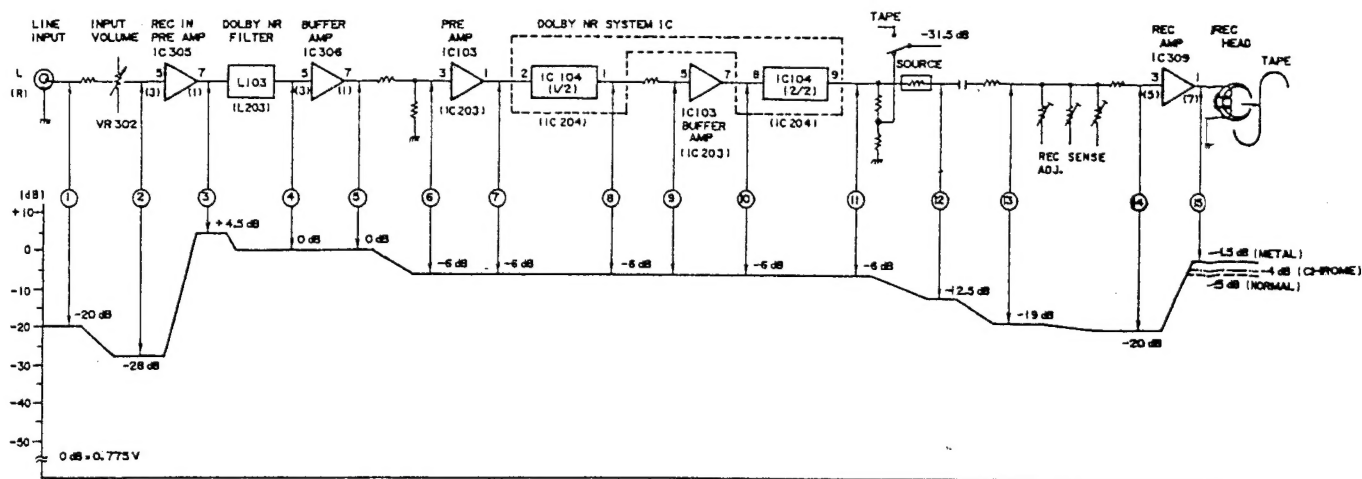 LINE INPUT
INPUT VOLUME
REC IN PRE AMP IC305
DOLBY NR FILTER
BUFFER AMP IC306
PRE AMP IC103
DOLBY NR SYSTEM IC
TAPE
-31.5 dB
SOURCE
REC AMP IC309
REC HEAD
TAPE
L
(R)
VR302
5
(3)
7
(1)
L103
(L203)
5
(3)
7
(1)
3
1
(IC203)
2
IC104
(1/2)
1
(IC204)
5
7
IC103
BUFFER
AMP
(IC203)
8
IC104
(2/2)
9
(IC204)
REC SENSE
ADJ.
3
(5)
1
(7)
1 2 3 4 5 6 7 8 9 10 11 12 13 14 15
(dB)
+10
0
-10
-20
-30
-40
-50
-20 dB
-28 dB
+4.5 dB
0 dB
0 dB
-6 dB
-6 dB
-6 dB
-6 dB
-6 dB
-6 dB
-12.5 dB
-19 dB
-20 dB
-1.5 dB (METAL)
-4 dB (CHROME)
-5 dB (NORMAL)
0 dB = 0.775 V